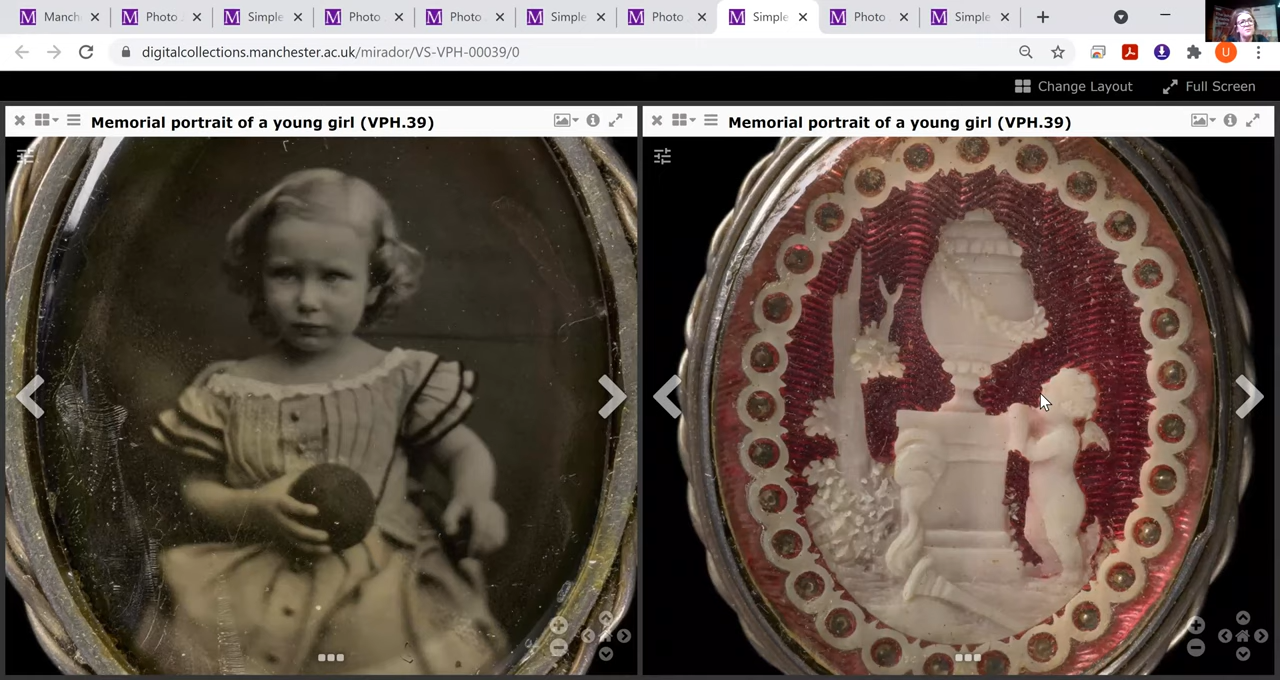 Manch
Photo
Simple
Photo
Photo
Simple
Photo
Simple
Photo
Simple
digitalcollections.manchester.ac.uk/mirador/VS-VPH-00039/0
U
Change Layout
Full Screen
Memorial portrait of a young girl (VPH.39)
Memorial portrait of a young girl (VPH.39)